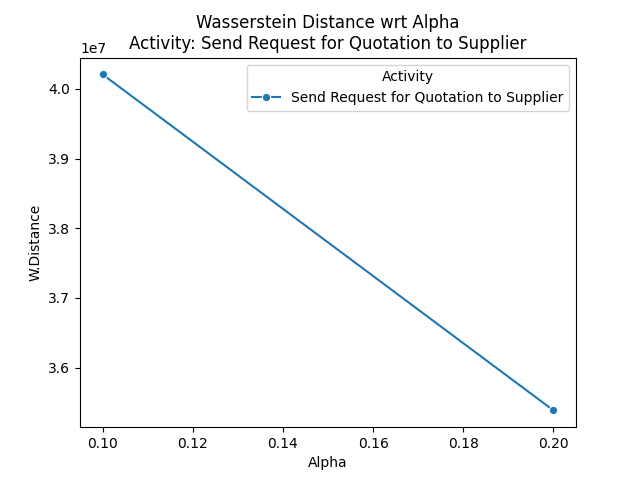 Wasserstein Distance wrt Alpha
Activity: Send Request for Quotation to Supplier
1e7
Activity
Send Request for Quotation to Supplier
4.0
3.9
3.8
3.7
3.6
W.Distance
0.10 0.12 0.14 0.16 0.18 0.20
Alpha